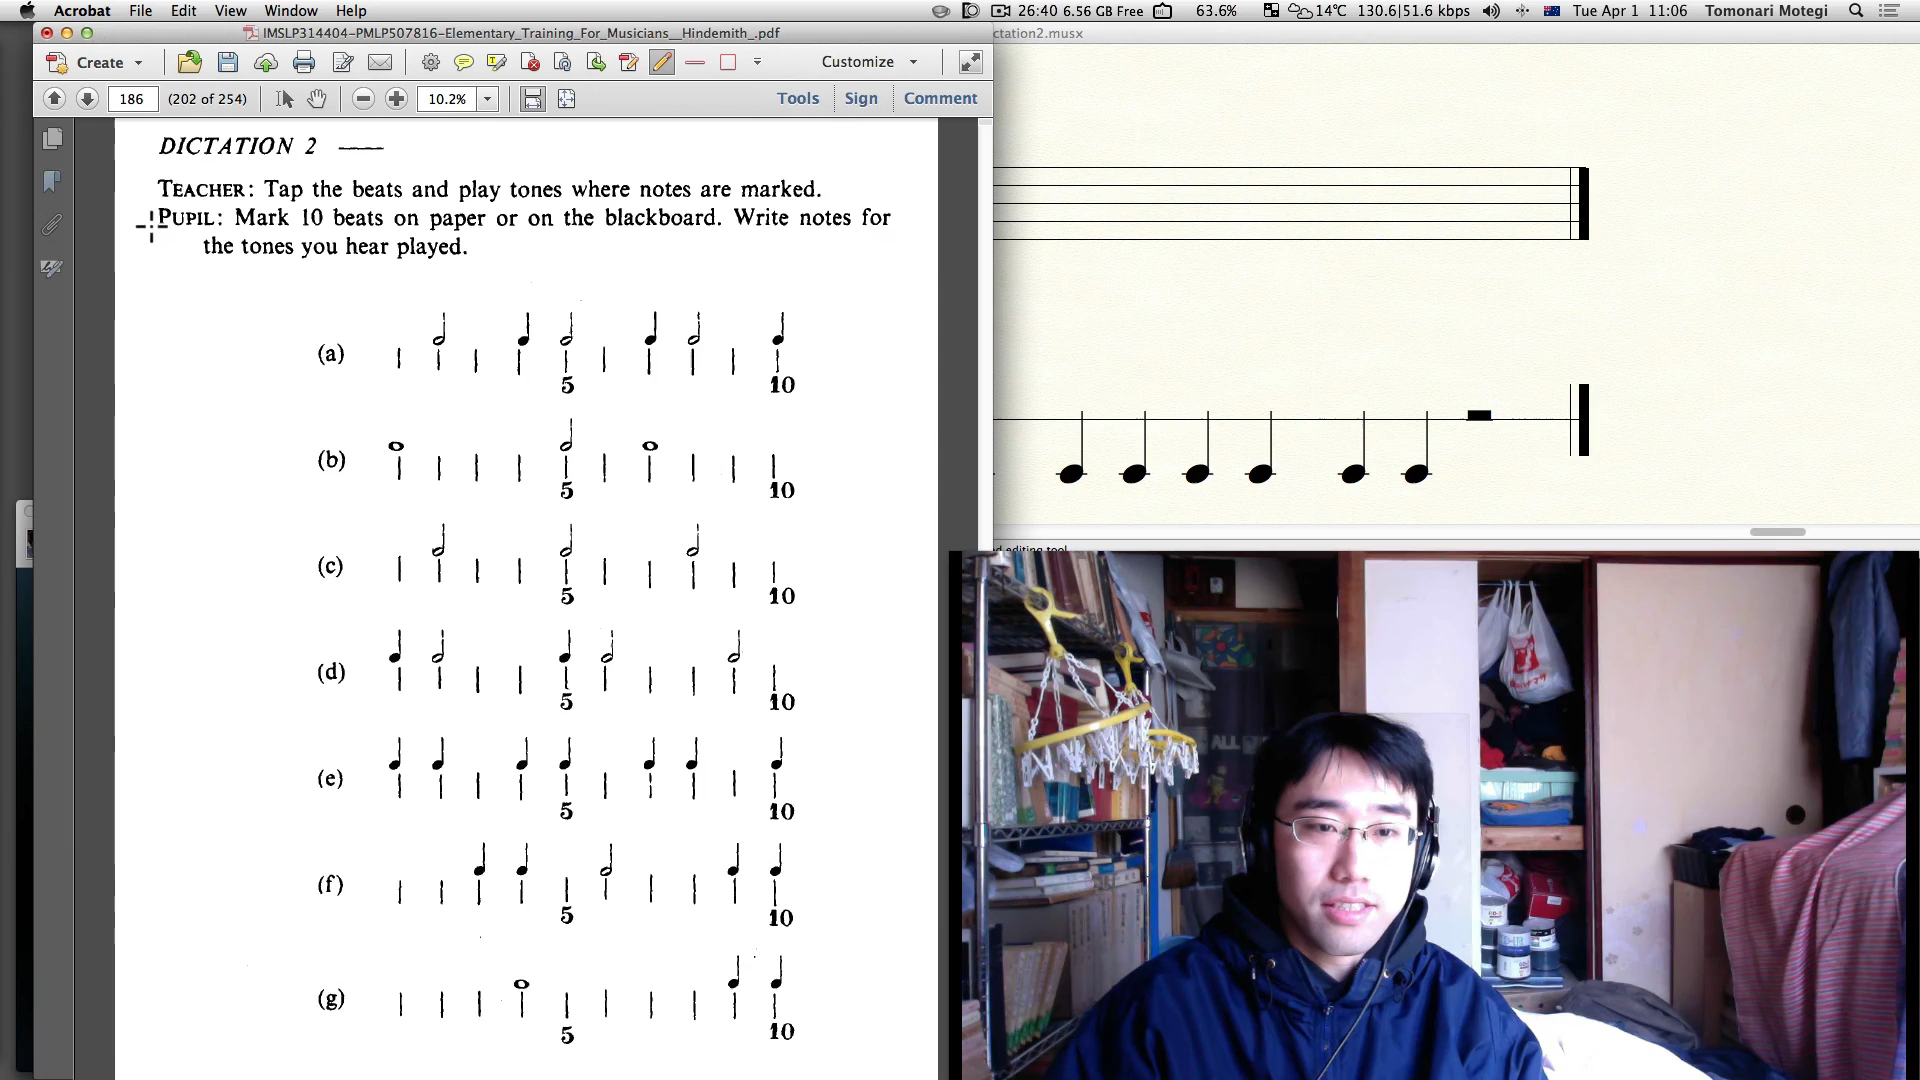 Acrobat File Edit View Window Help 26:40 6.56 GB Free 63.6% 14°C 130.6|51.6 kbps Tue Apr 1 11:06 Tomonari Motegi
IMSLP314404-PMLP507816-Elementary_Training_For_Musicians__Hindemith_.pdf
ctation2.musx
Create Customize
186 (202 of 254) 10.2% Tools Sign Comment
DICTATION 2
TEACHER: Tap the beats and play tones where notes are marked.
PUPIL: Mark 10 beats on paper or on the blackboard. Write notes for
the tones you hear played.
(a)
5 10
(b)
5 10
(c)
5 10
(d)
5 10
(e)
5 10
(f)
5 10
(g)
5 10
d editing tool
ALL